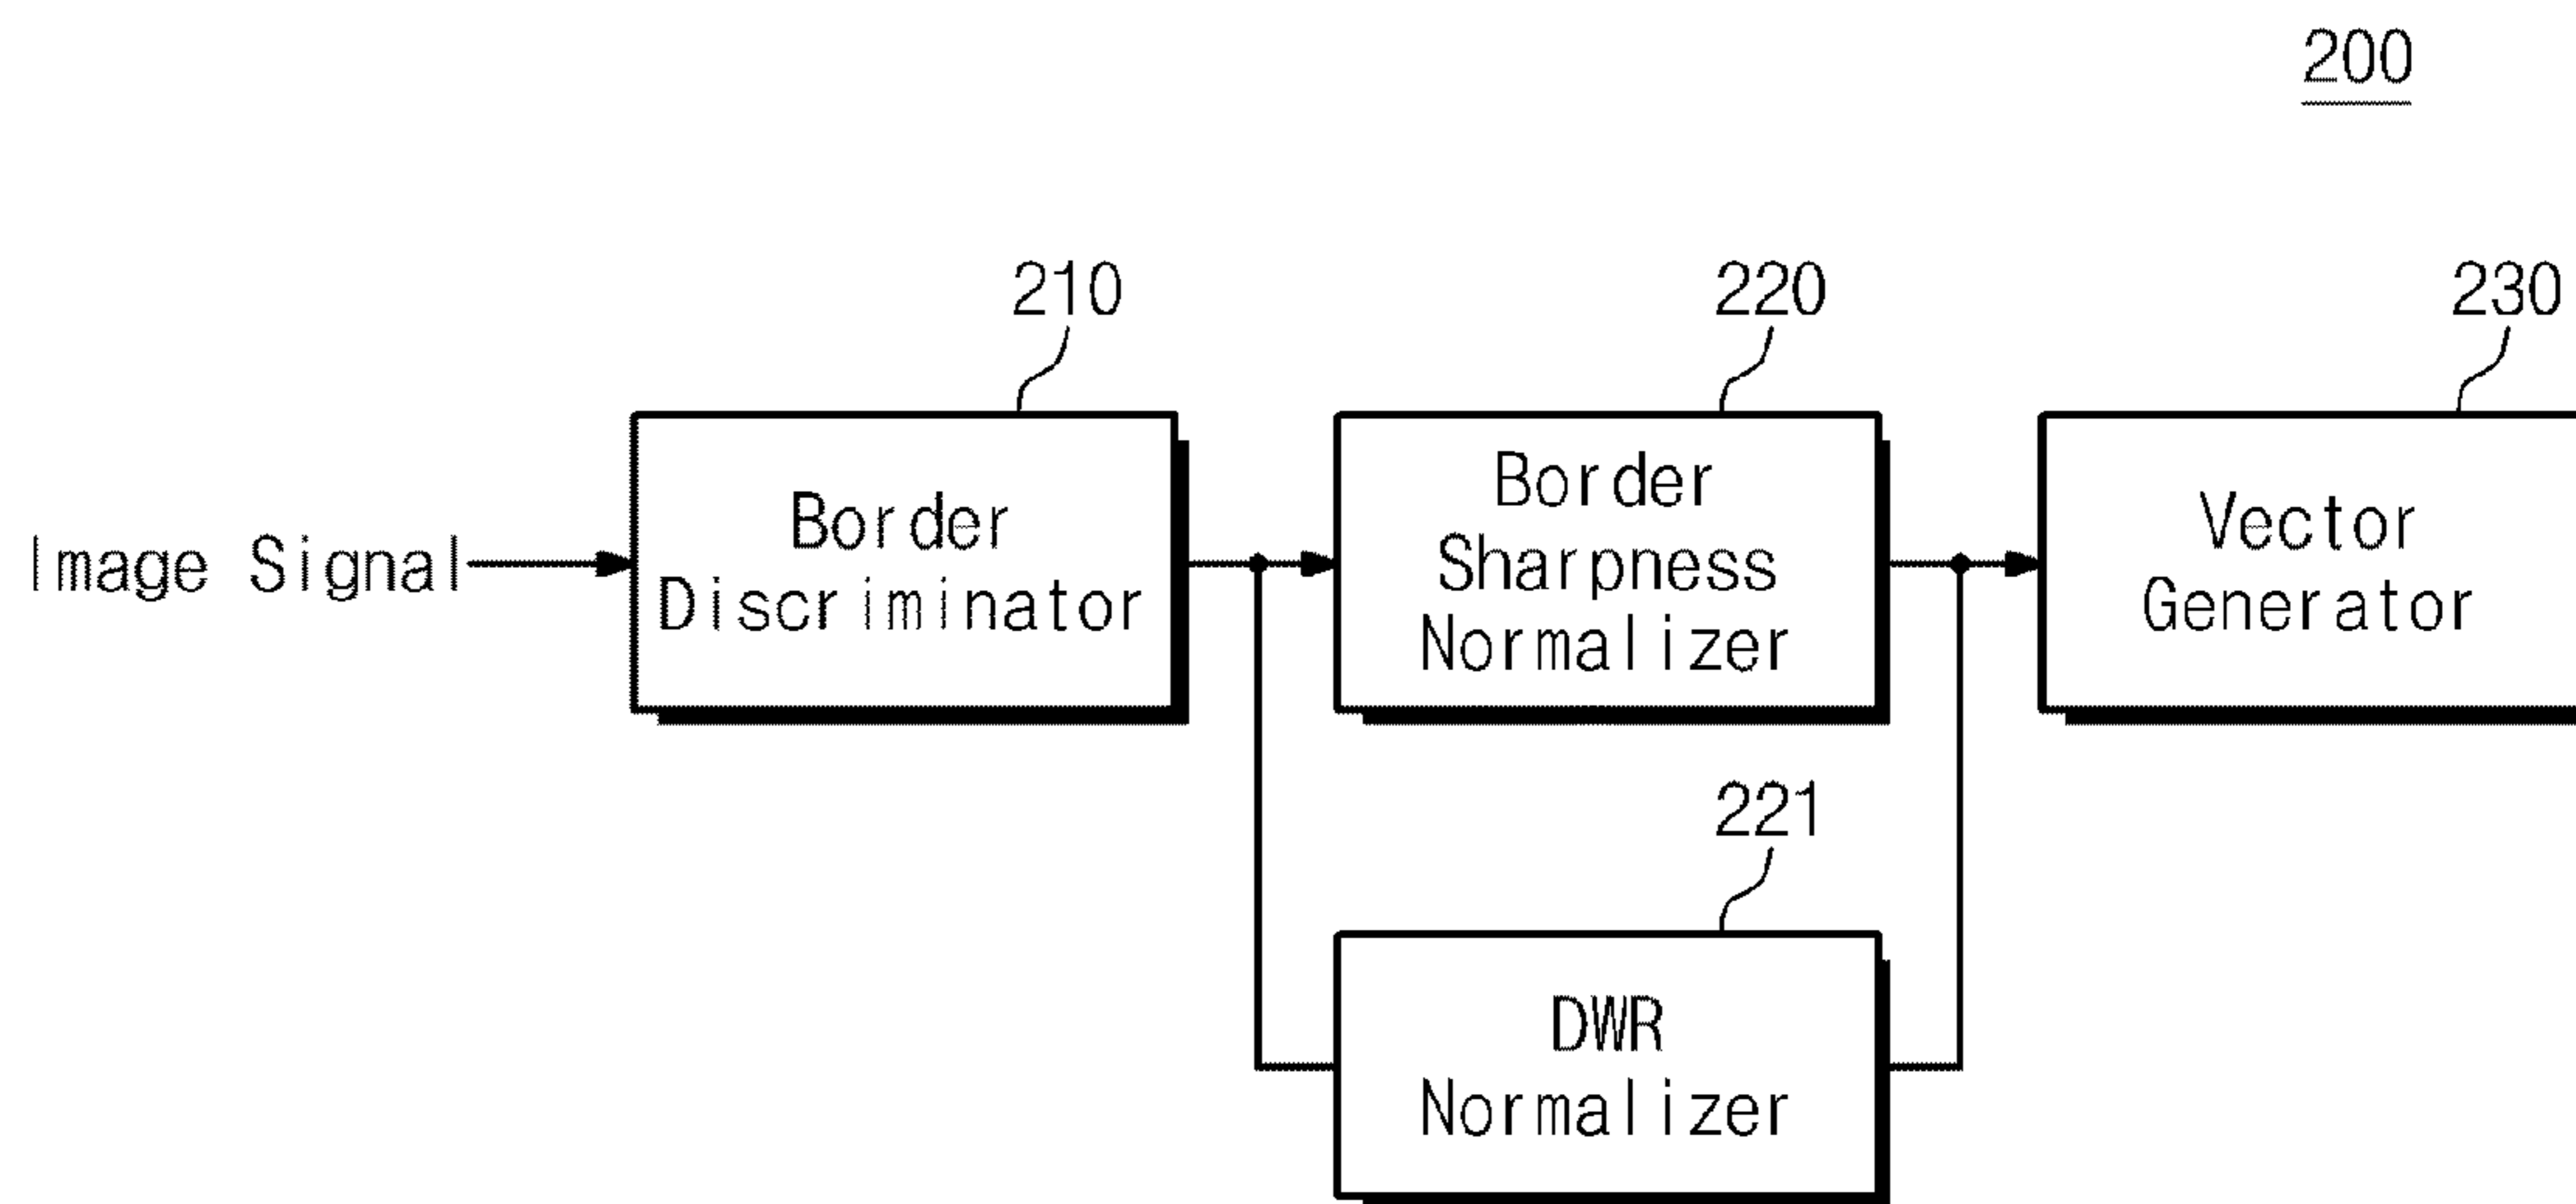 200
210
220
230
Image Signal
Border
Discriminator
Border
Sharpness
Normalizer
Vector
Generator
221
DWR
Normalizer